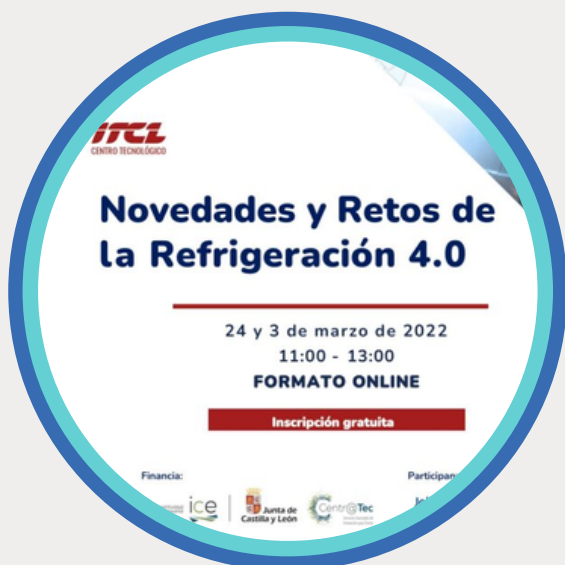 ITCL
CENTRO TECNOLÓGICO
Novedades y Retos de
la Refrigeración 4.0
24 y 3 de marzo de 2022
11:00 - 13:00
FORMATO ONLINE
Inscripción gratuita
Financia:
ice
Junta de
Castilla y León
Centr@Tec